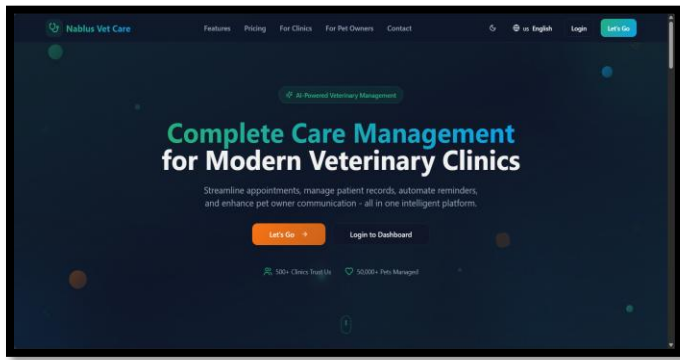 Nablus Vet Care
Features Pricing For Clinics For Pet Owners Contact
us English Login Let's Go
AI-Powered Veterinary Management
Complete Care Management
for Modern Veterinary Clinics
Streamline appointments, manage patient records, automate reminders,
and enhance pet owner communication - all in one intelligent platform.
Let's Go → Login to Dashboard
500+ Clinics Trust Us 50,000+ Pets Managed